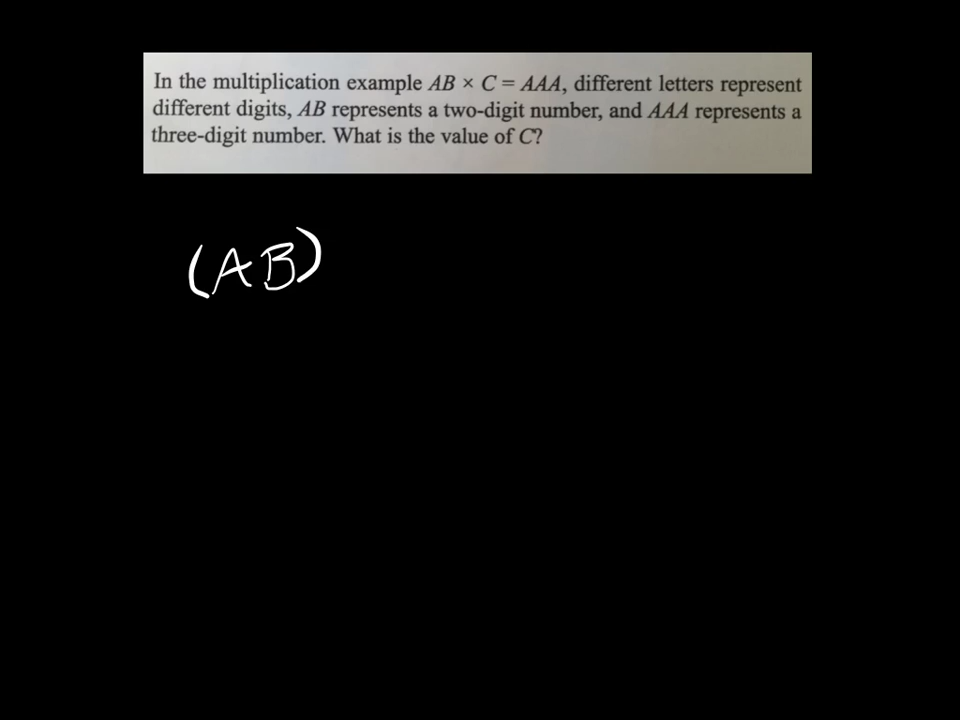 In the multiplication example AB × C = AAA, different letters represent
different digits, AB represents a two-digit number, and AAA represents a
three-digit number. What is the value of C?
(AB)